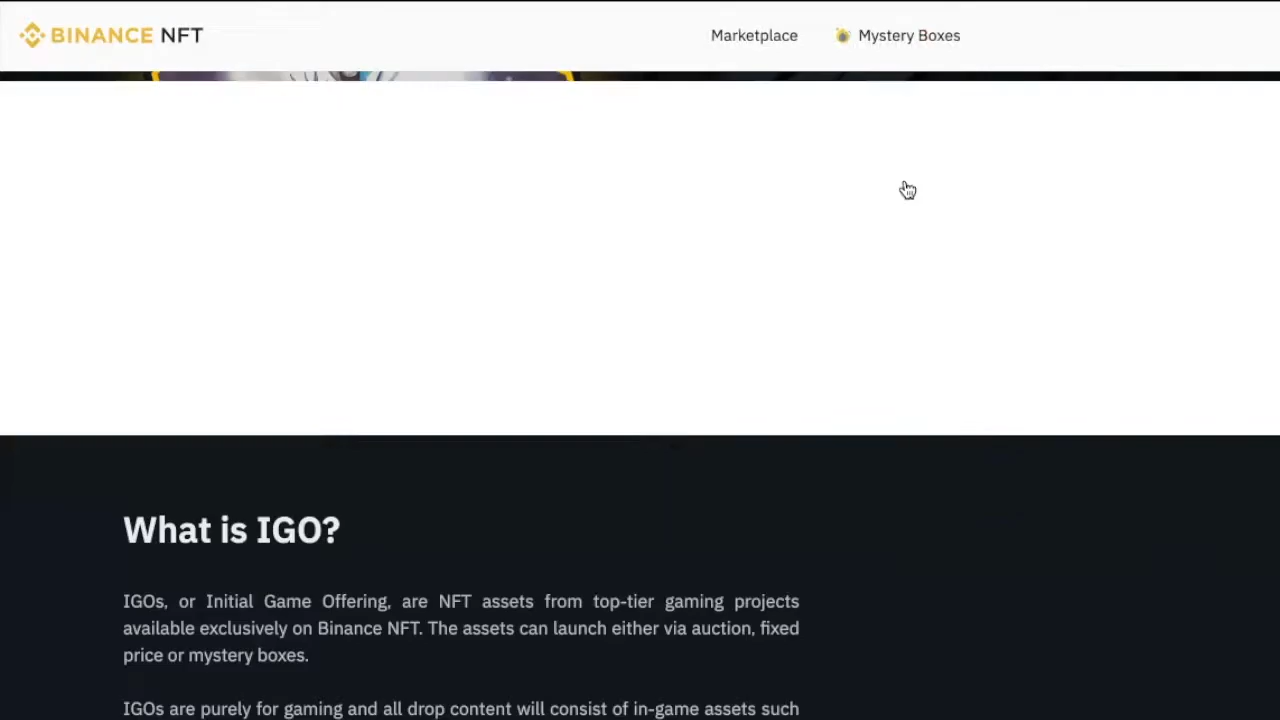 BINANCE NFT
Marketplace
Mystery Boxes
What is IGO?
IGOs, or Initial Game Offering, are NFT assets from top-tier gaming projects
available exclusively on Binance NFT. The assets can launch either via auction, fixed
price or mystery boxes.
IGOs are purely for gaming and all drop content will consist of in-game assets such